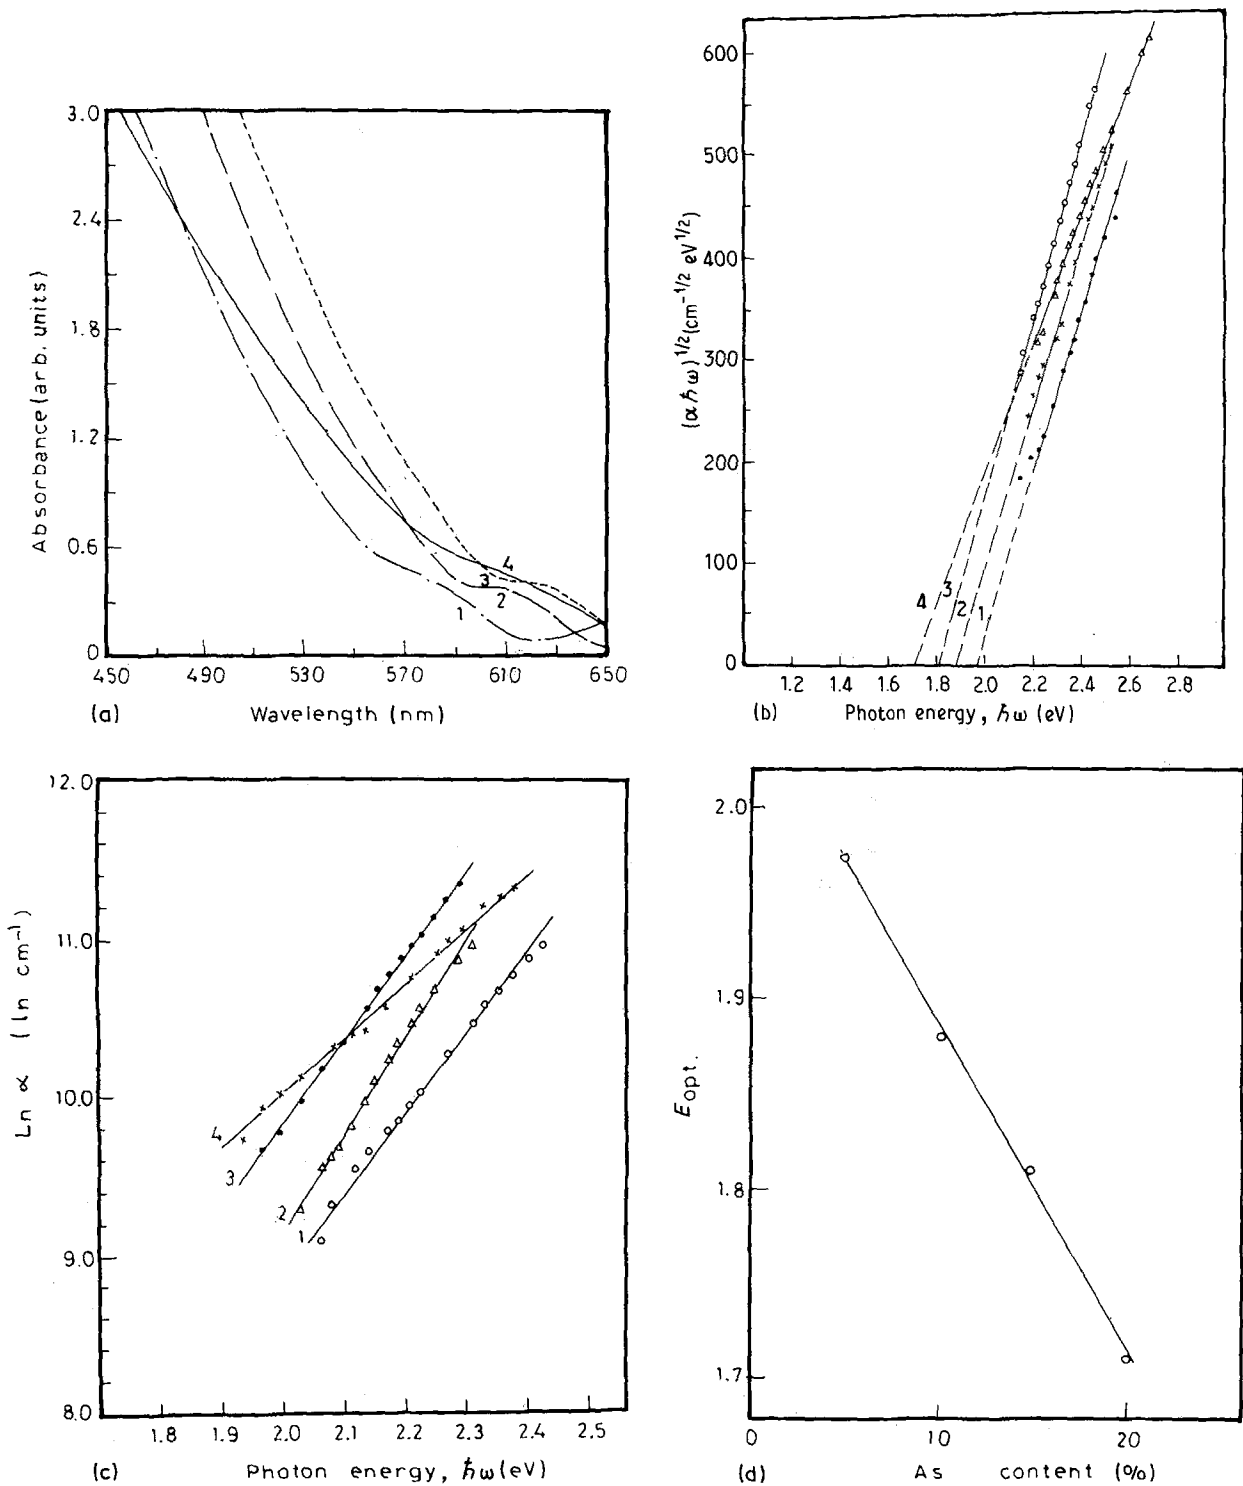 3.0
2.4
1.8
1.2
0.6
0
Absorbance (arb. units)
1
2
3
4
450 490 530 570 610 650
(a) Wavelength (nm)
600
500
400
300
200
100
0
(αℏω)^1/2 (cm^-1/2 eV^1/2)
4
3
2
1
1.2 1.4 1.6 1.8 2.0 2.2 2.4 2.6 2.8
(b) Photon energy, ℏω (eV)
12.0
11.0
10.0
9.0
8.0
Ln α (ln cm⁻¹)
4
3
2
1
1.8 1.9 2.0 2.1 2.2 2.3 2.4 2.5
(c) Photon energy, ℏω (eV)
2.0
1.9
1.8
1.7
Eopt.
0 10 20
(d) As content (%)